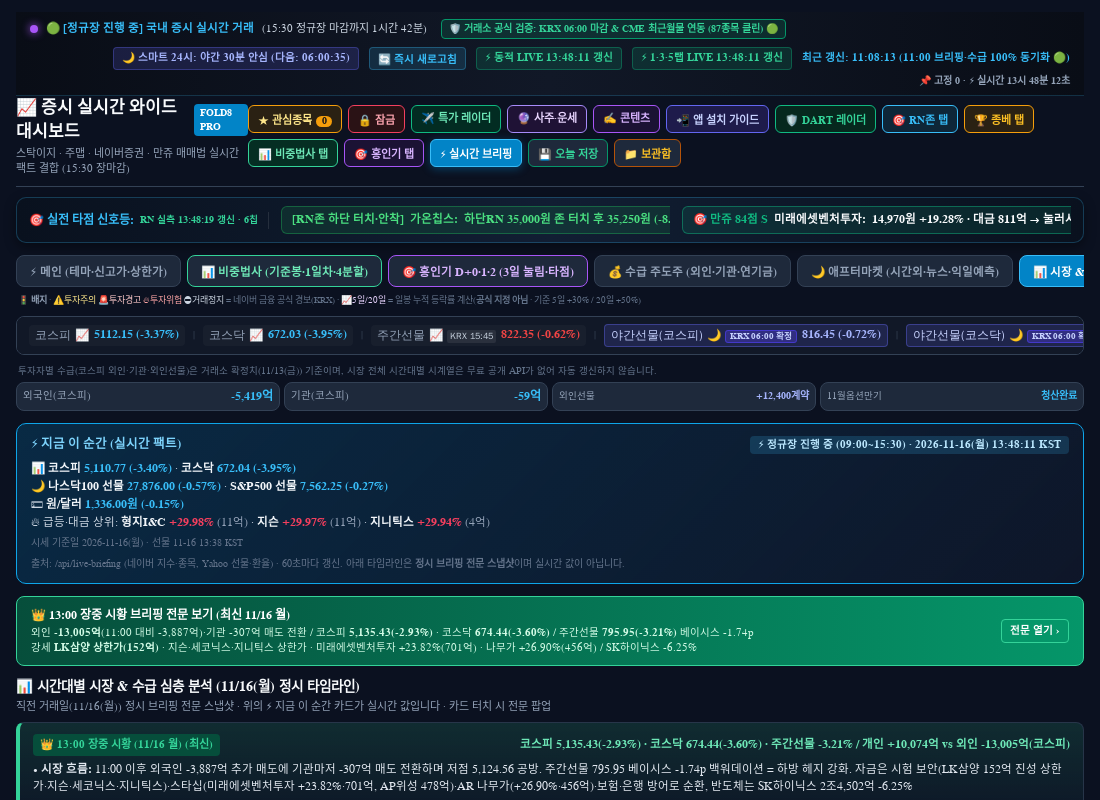 🟢 [정규장 진행 중] 국내 증시 실시간 거래 (15:30 정규장 마감까지 1시간 42분) 🛡️ 거래소 공식 검증: KRX 06:00 마감 & CME 최근월물 연동 (87종목 클린) 🟢
🌙 스마트 24시: 야간 30분 안심 (다음: 06:00:35) 🔄 즉시 새로고침 ⚡ 동적 LIVE 13:48:11 갱신 ⚡ 1·3·5탭 LIVE 13:48:11 갱신 최근 갱신: 11:08:13 (11:00 브리핑·수급 100% 동기화 🟢)
📌 고정 0 · ⚡ 실시간 13시 48분 12초
📈 증시 실시간 와이드 대시보드
FOLD8 PRO
★ 관심종목 0 🔒 잠금 ✈️ 특가 레이더 🔮 사주·운세 ✍️ 콘텐츠 📲 앱 설치 가이드 🛡️ DART 레이더 🎯 RN존 탭 🏆 종베 탭
스탁이지 · 주맵 · 네이버증권 · 만쥬 매매법 실시간 팩트 결합 (15:30 장마감)
📊 비중법사 탭 🎯 홍인기 탭 ⚡ 실시간 브리핑 💾 오늘 저장 📁 보관함
🎯 실전 타점 신호등: RN 실측 13:48:19 갱신 · 6칩 [RN존 하단 터치·안착] 가온칩스: 하단RN 35,000원 존 터치 후 35,250원 (-8. 🎯 만쥬 84점 S 미래에셋벤처투자: 14,970원 +19.28% · 대금 811억 → 눌러서
⚡ 메인 (테마·신고가·상한가) 📊 비중법사 (기준봉·1일차·4분할) 🎯 홍인기 D+0·1·2 (3일 눌림·타점) 💰 수급 주도주 (외인·기관·연기금) 🌙 애프터마켓 (시간외·뉴스·익일예측) 📊 시장 &
🚦 배지 · ⚠️투자주의 🚨투자경고 ⊘투자위험 ⛔거래정지 = 네이버 금융 공식 경보(KRX) · 📈5일/20일 = 일봉 누적 등락률 계산(공식 지정 아님 · 기준 5일 +30% / 20일 +50%)
코스피 📈 5112.15 (-3.37%) | 코스닥 📈 672.03 (-3.95%) | 주간선물 📈 KRX 15:45 822.35 (-0.62%) | 야간선물(코스피) 🌙 KRX 06:00 확정 816.45 (-0.72%) | 야간선물(코스닥) 🌙 KRX 06:00
투자자별 수급(코스피 외인·기관·외인선물)은 거래소 확정치(11/13(금)) 기준이며, 시장 전체 시간대별 시계열은 무료 공개 API가 없어 자동 갱신하지 않습니다.
외국인(코스피) -5,419억 기관(코스피) -59억 외인선물 +12,400계약 11월옵션만기 청산완료
⚡ 지금 이 순간 (실시간 팩트) ⚡ 정규장 진행 중 (09:00~15:30) · 2026-11-16(월) 13:48:11 KST
📊 코스피 5,110.77 (-3.40%) · 코스닥 672.04 (-3.95%)
🌙 나스닥100 선물 27,876.00 (-0.57%) · S&P500 선물 7,562.25 (-0.27%)
💵 원/달러 1,336.00원 (-0.15%)
🔥 급등·대금 상위: 형지I&C +29.98% (11억) · 지슨 +29.97% (11억) · 지니틱스 +29.94% (4억)
시세 기준일 2026-11-16(월) · 선물 11-16 13:38 KST
출처: /api/live-briefing (네이버 지수·종목, Yahoo 선물·환율) · 60초마다 갱신. 아래 타임라인은 정시 브리핑 전문 스냅샷이며 실시간 값이 아닙니다.
👑 13:00 장중 시황 브리핑 전문 보기 (최신 11/16 월)
외인 -13,005억(11:00 대비 -3,887억)·기관 -307억 매도 전환 / 코스피 5,135.43(-2.93%) · 코스닥 674.44(-3.60%) / 주간선물 795.95(-3.21%) 베이시스 -1.74p
강세 LK삼양 상한가(152억) · 지슨·세코닉스·지니틱스 상한가 · 미래에셋벤처투자 +23.82%(701억) · 나무가 +26.90%(456억) / SK하이닉스 -6.25%
전문 열기 ›
📊 시간대별 시장 & 수급 심층 분석 (11/16(월) 정시 타임라인)
직전 거래일(11/16(월)) 정시 브리핑 전문 스냅샷 · 위의 ⚡ 지금 이 순간 카드가 실시간 값입니다 · 카드 터치 시 전문 팝업
👑 13:00 장중 시황 (11/16 월) (최신) 코스피 5,135.43(-2.93%) · 코스닥 674.44(-3.60%) · 주간선물 -3.21% / 개인 +10,074억 vs 외인 -13,005억(코스피)
• 시장 흐름: 11:00 이후 외국인 -3,887억 추가 매도에 기관마저 -307억 매도 전환하며 저점 5,124.56 공방. 주간선물 795.95 베이시스 -1.74p 백워데이션 = 하방 헤지 강화. 자금은 시험 보안(LK삼양 152억 진성 상한
가·지슨·세코닉스·지니틱스)·스타십(미래에셋벤처투자 +23.82%·701억, AP위성 478억)·AR 나무가(+26.90%·456억)·보험·은행 방어로 순환, 반도체는 SK하이닉스 2조4,502억 -6.25%